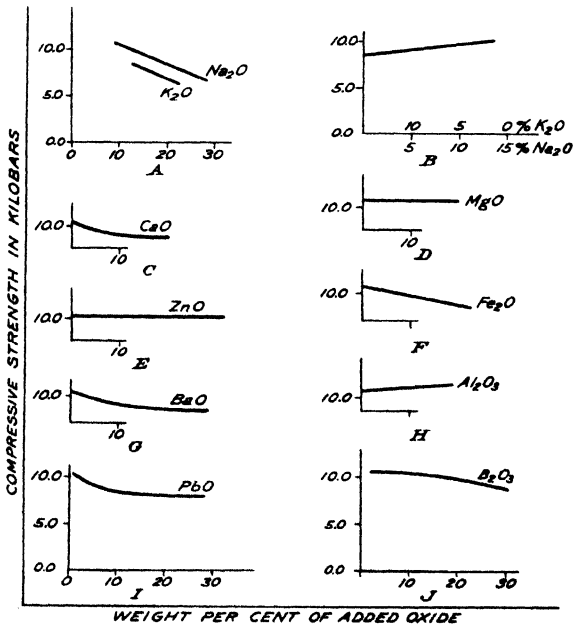 COMPRESSIVE STRENGTH IN KILOBARS
10.0
5.0
0.0
Na2O
K2O
0 10 20 30
A
10.0
5.0
0.0
10 5 0 % K2O
5 10 15 % Na2O
B
10.0
CaO
10
C
10.0
MgO
10
D
10.0
ZnO
10
E
10.0
Fe2O
F
10.0
BaO
10
G
10.0
Al2O3
H
10.0
5.0
0.0
PbO
0 10 20 30
I
10.0
5.0
0.0
B2O3
10 20 30
J
WEIGHT PER CENT OF ADDED OXIDE